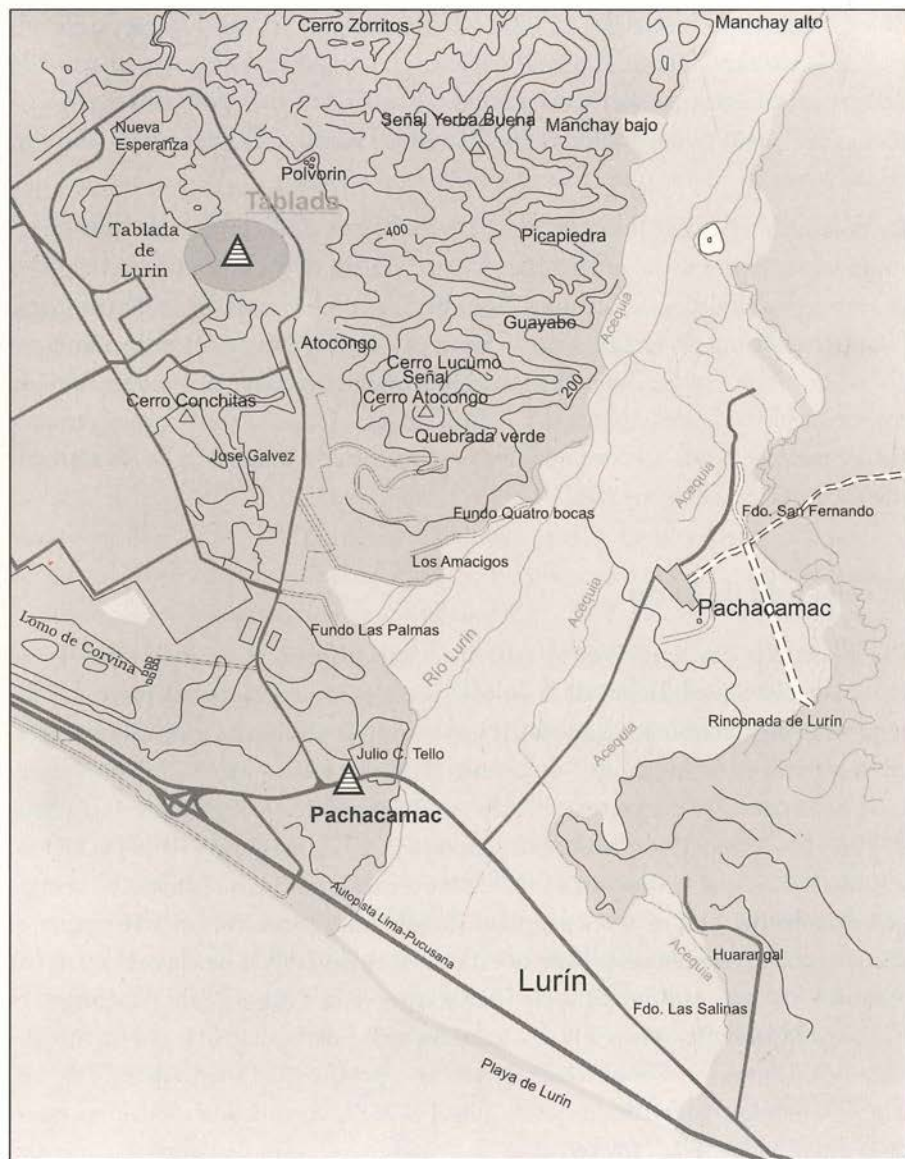 Cerro Zorritos
Manchay alto
Señal Yerba Buena
Manchay bajo
Nueva
Esperanza
Polvorin
Tablada
Tablada
de
Lurin
400
Picapiedra
Guayabo
Acequia
Atocongo
Cerro Lucumo
Señal
Cerro Atocongo
200
Cerro Conchitas
Quebrada verde
Jose Galvez
Acequia
Fundo Quatro bocas
Fdo. San Fernando
Los Amacigos
Acequia
Pachacamac
Lomo de Corvina
Fundo Las Palmas
Río Lurín
Rinconada de Lurín
Acequia
Julio C. Tello
Pachacamac
Autopista Lima-Pucusana
Acequia
Huarangal
Lurín
Fdo. Las Salinas
Playa de Lurín